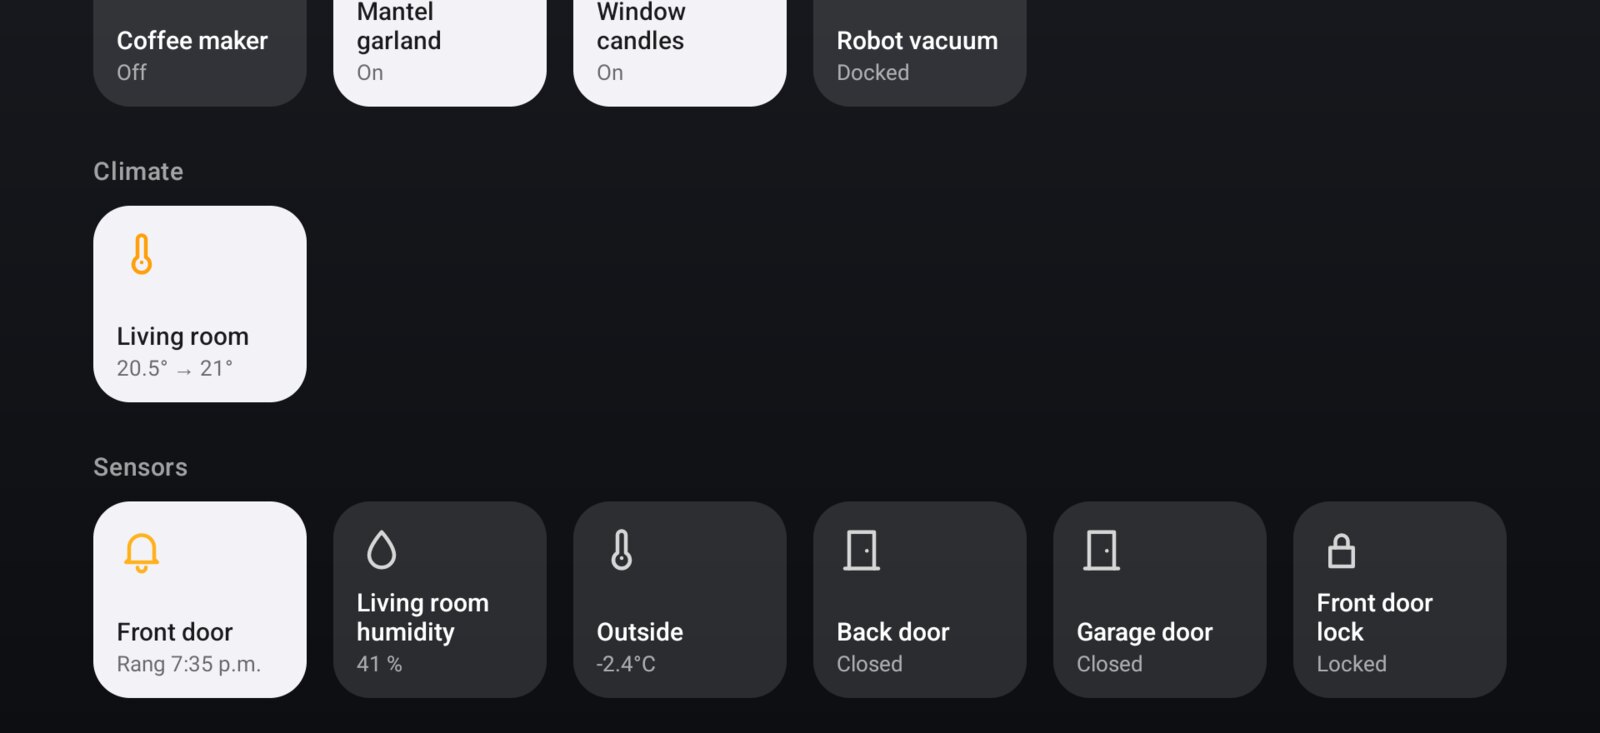 Coffee maker
Off
Mantel
garland
On
Window
candles
On
Robot vacuum
Docked
Climate
Living room
20.5° → 21°
Sensors
Front door
Rang 7:35 p.m.
Living room
humidity
41 %
Outside
-2.4°C
Back door
Closed
Garage door
Closed
Front door
lock
Locked